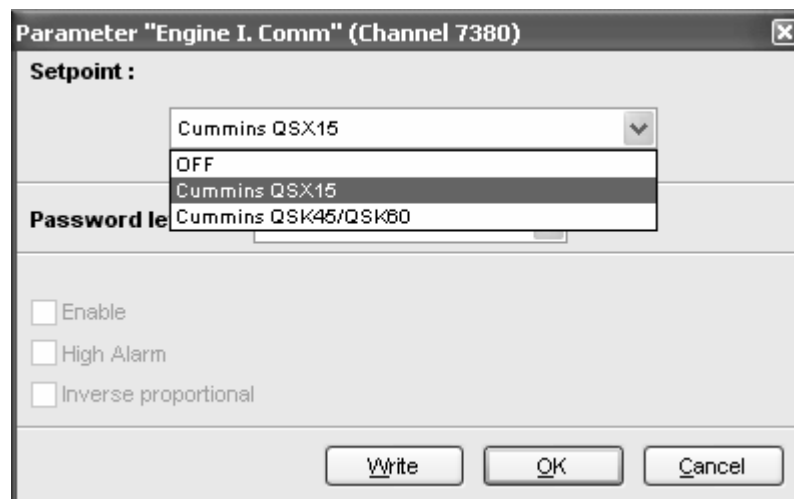 Parameter "Engine I. Comm" (Channel 7380)
Setpoint :
Cummins QSX15
OFF
Cummins QSX15
Cummins QSK45/QSK60
Password le
Enable
High Alarm
Inverse proportional
Write OK Cancel